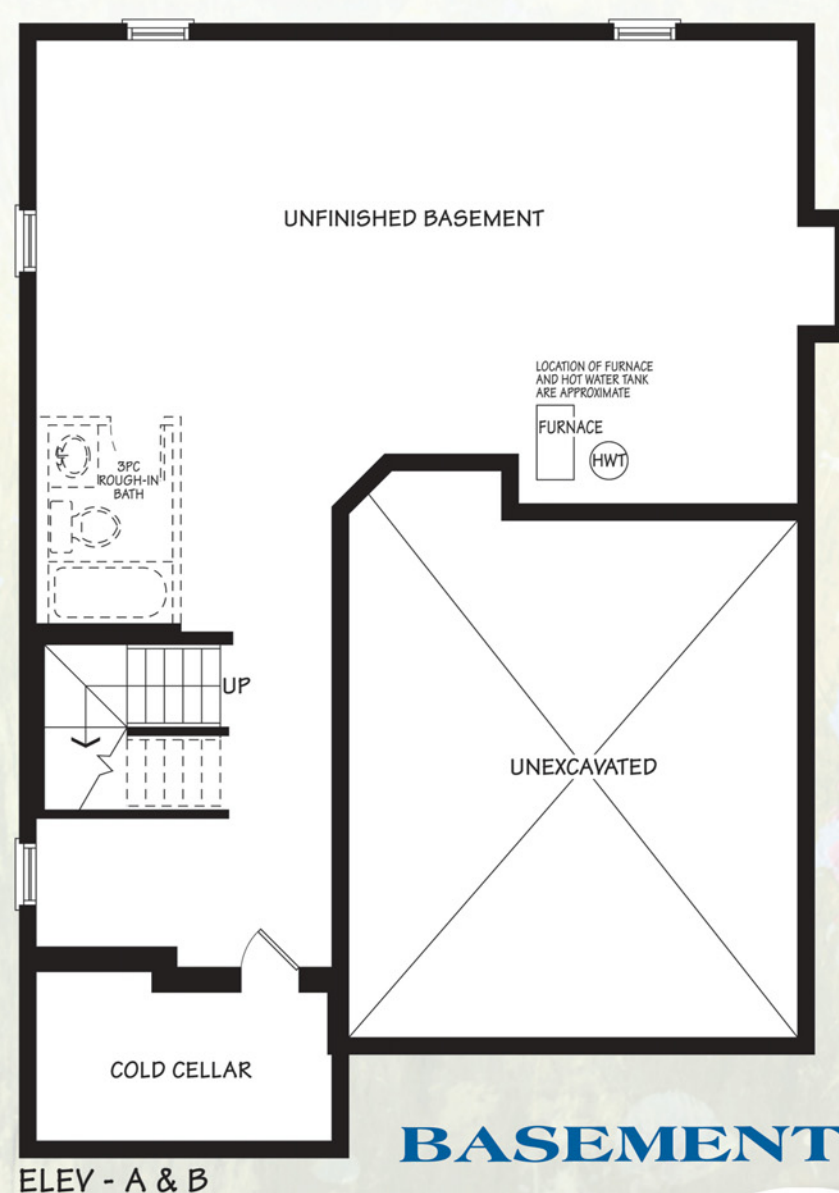 UNFINISHED BASEMENT
LOCATION OF FURNACE
AND HOT WATER TANK
ARE APPROXIMATE
FURNACE
HWT
3PC
ROUGH-IN
BATH
UP
UNEXCAVATED
COLD CELLAR
BASEMENT
ELEV - A & B